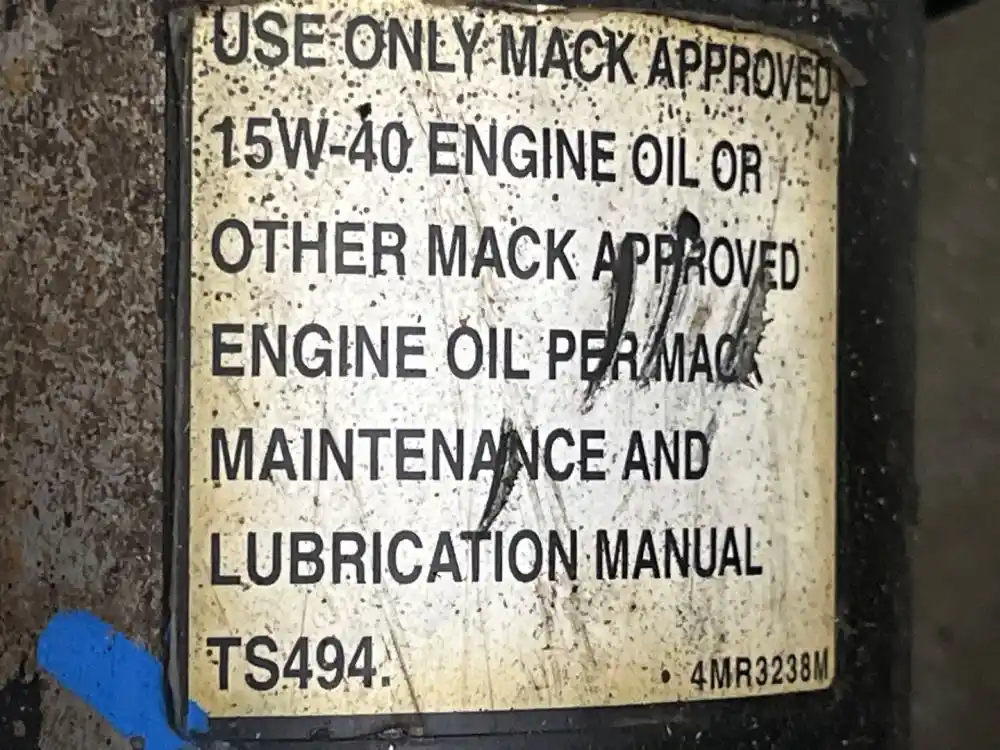 USE ONLY MACK APPROVED
15W-40 ENGINE OIL OR
OTHER MACK APPROVED
ENGINE OIL PER MACK
MAINTENANCE AND
LUBRICATION MANUAL
TS494.
• 4MR3238M